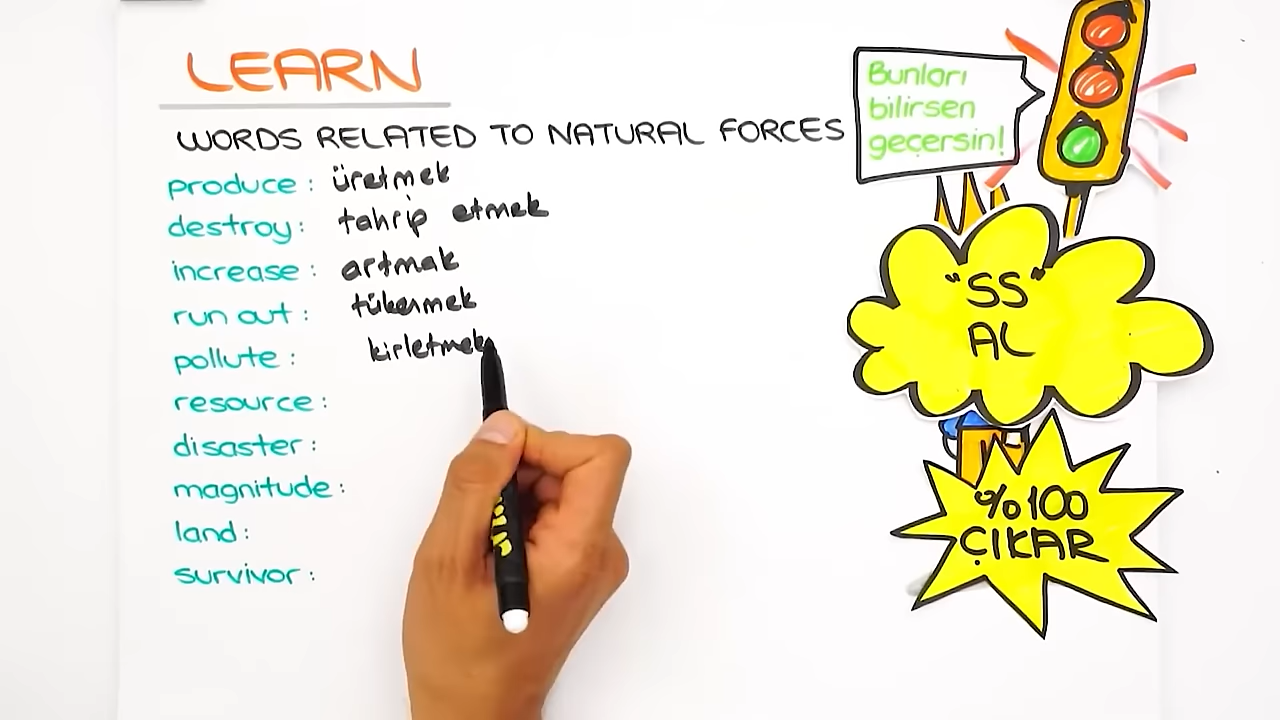 LEARN
WORDS RELATED TO NATURAL FORCES
produce : üretmek
destroy : tahrip etmek
increase : artmak
run out : tükenmek
pollute : kirletmek
resource :
disaster :
magnitude :
land :
survivor :
Bunları
bilirsen
geçersin!
"SS"
AL
%100
ÇIKAR